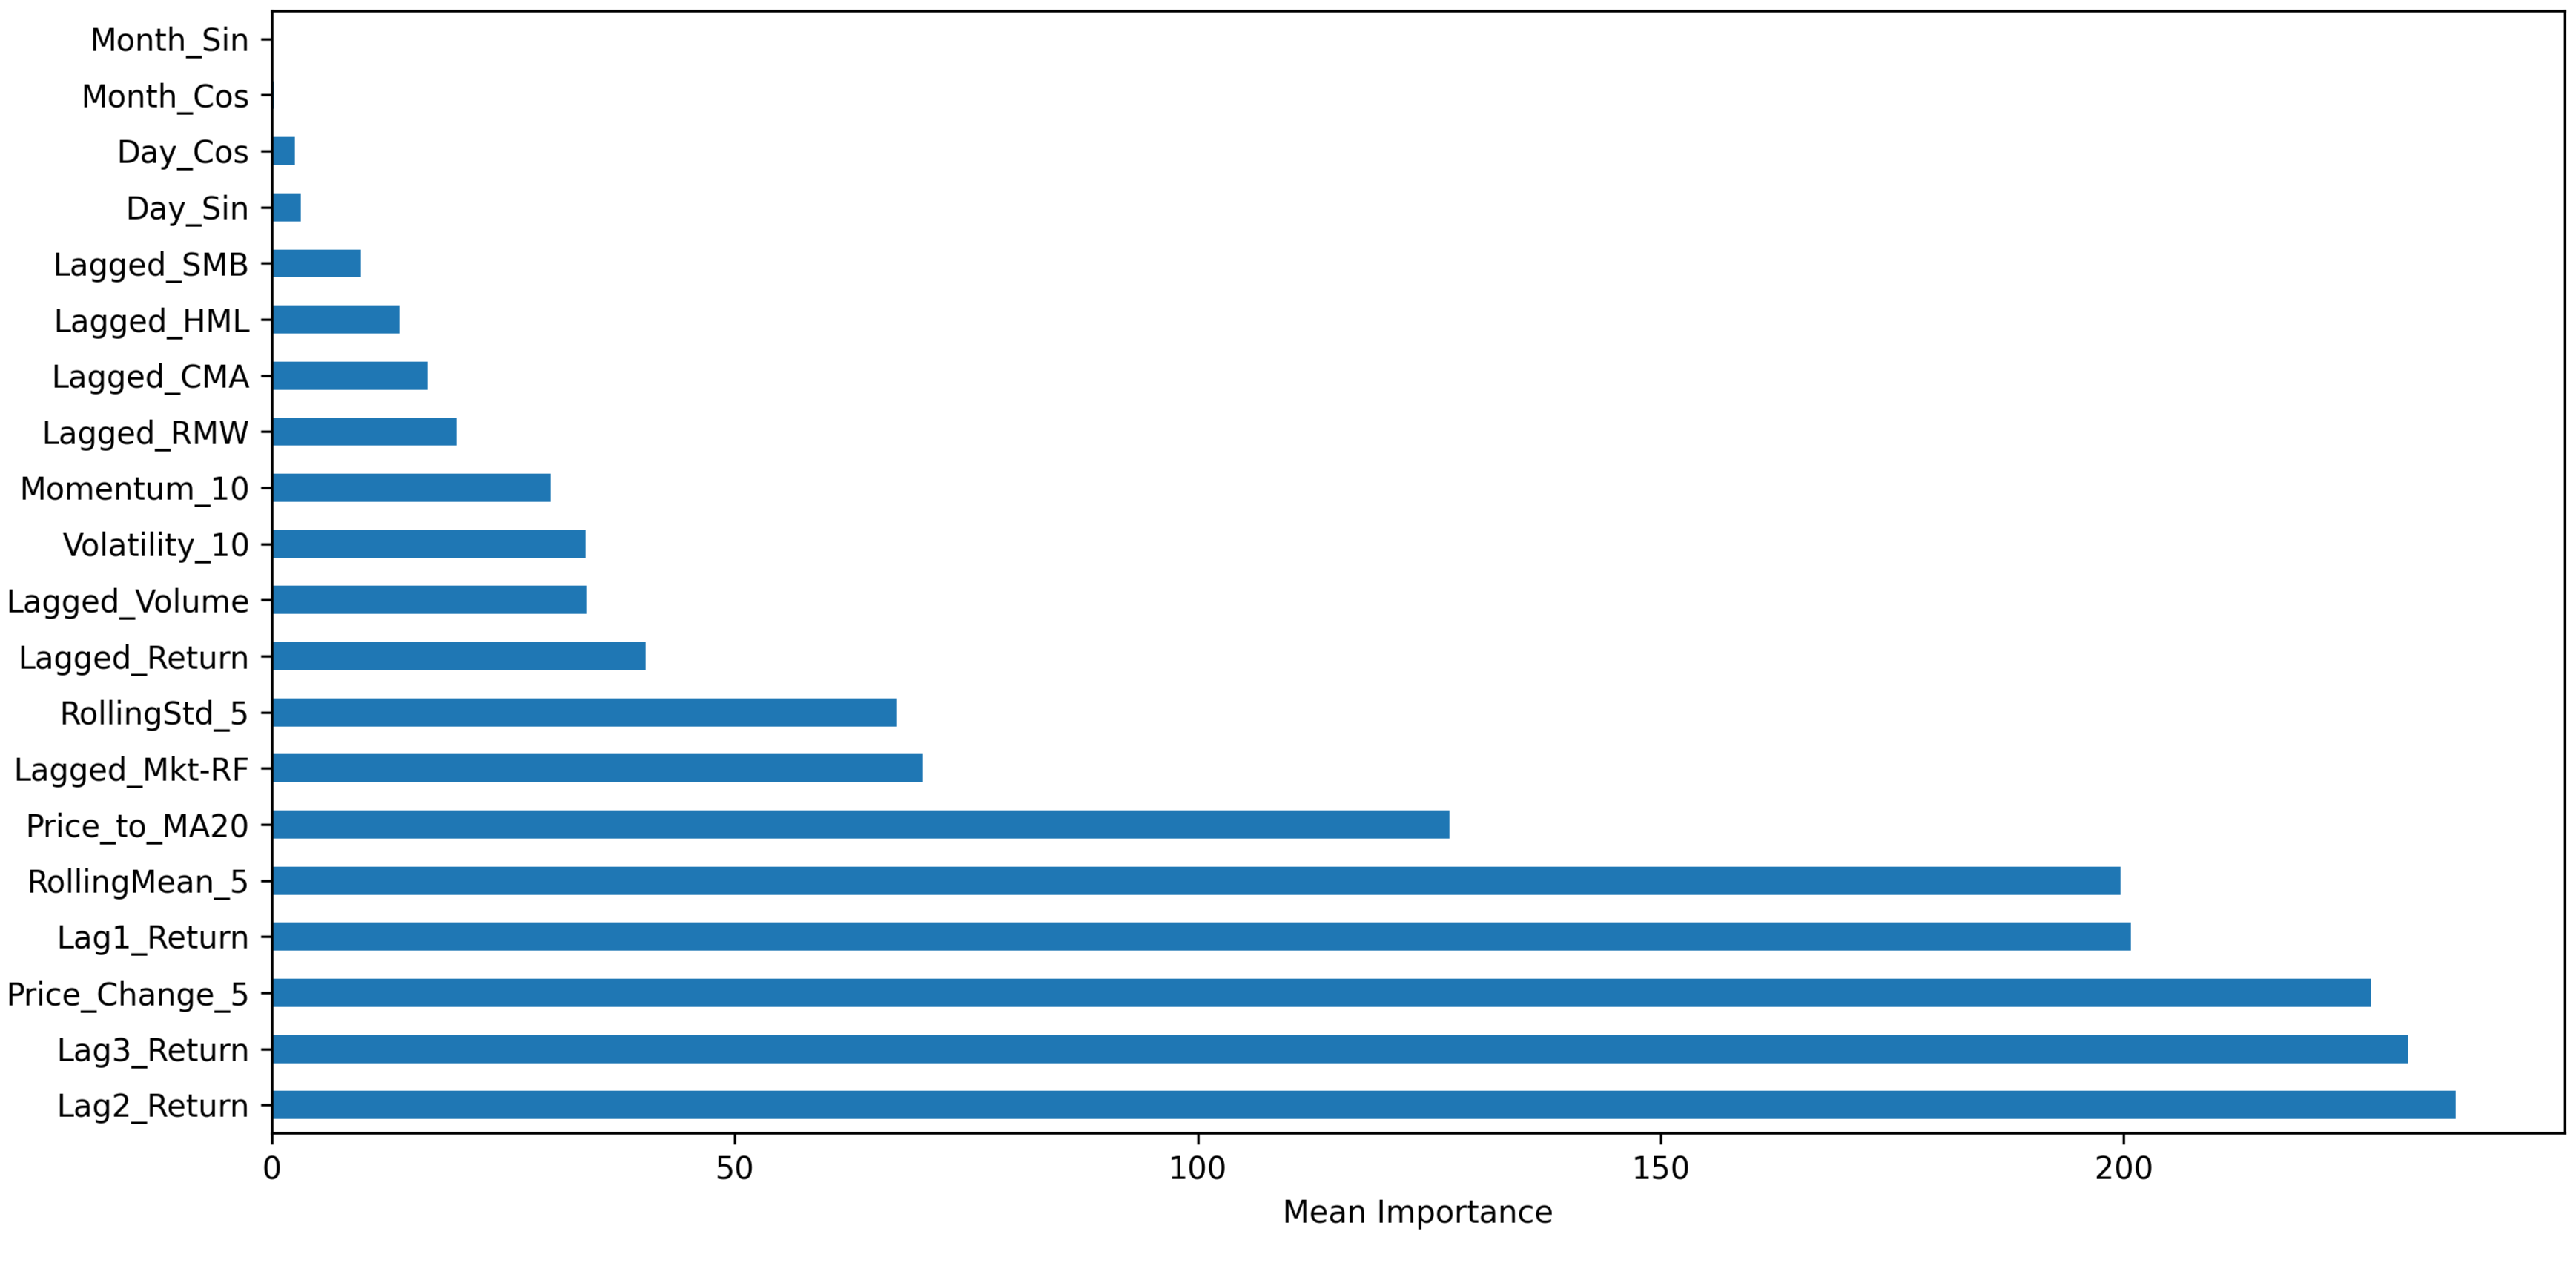 Month_Sin
Month_Cos
Day_Cos
Day_Sin
Lagged_SMB
Lagged_HML
Lagged_CMA
Lagged_RMW
Momentum_10
Volatility_10
Lagged_Volume
Lagged_Return
RollingStd_5
Lagged_Mkt-RF
Price_to_MA20
RollingMean_5
Lag1_Return
Price_Change_5
Lag3_Return
Lag2_Return
0 50 100 150 200
Mean Importance